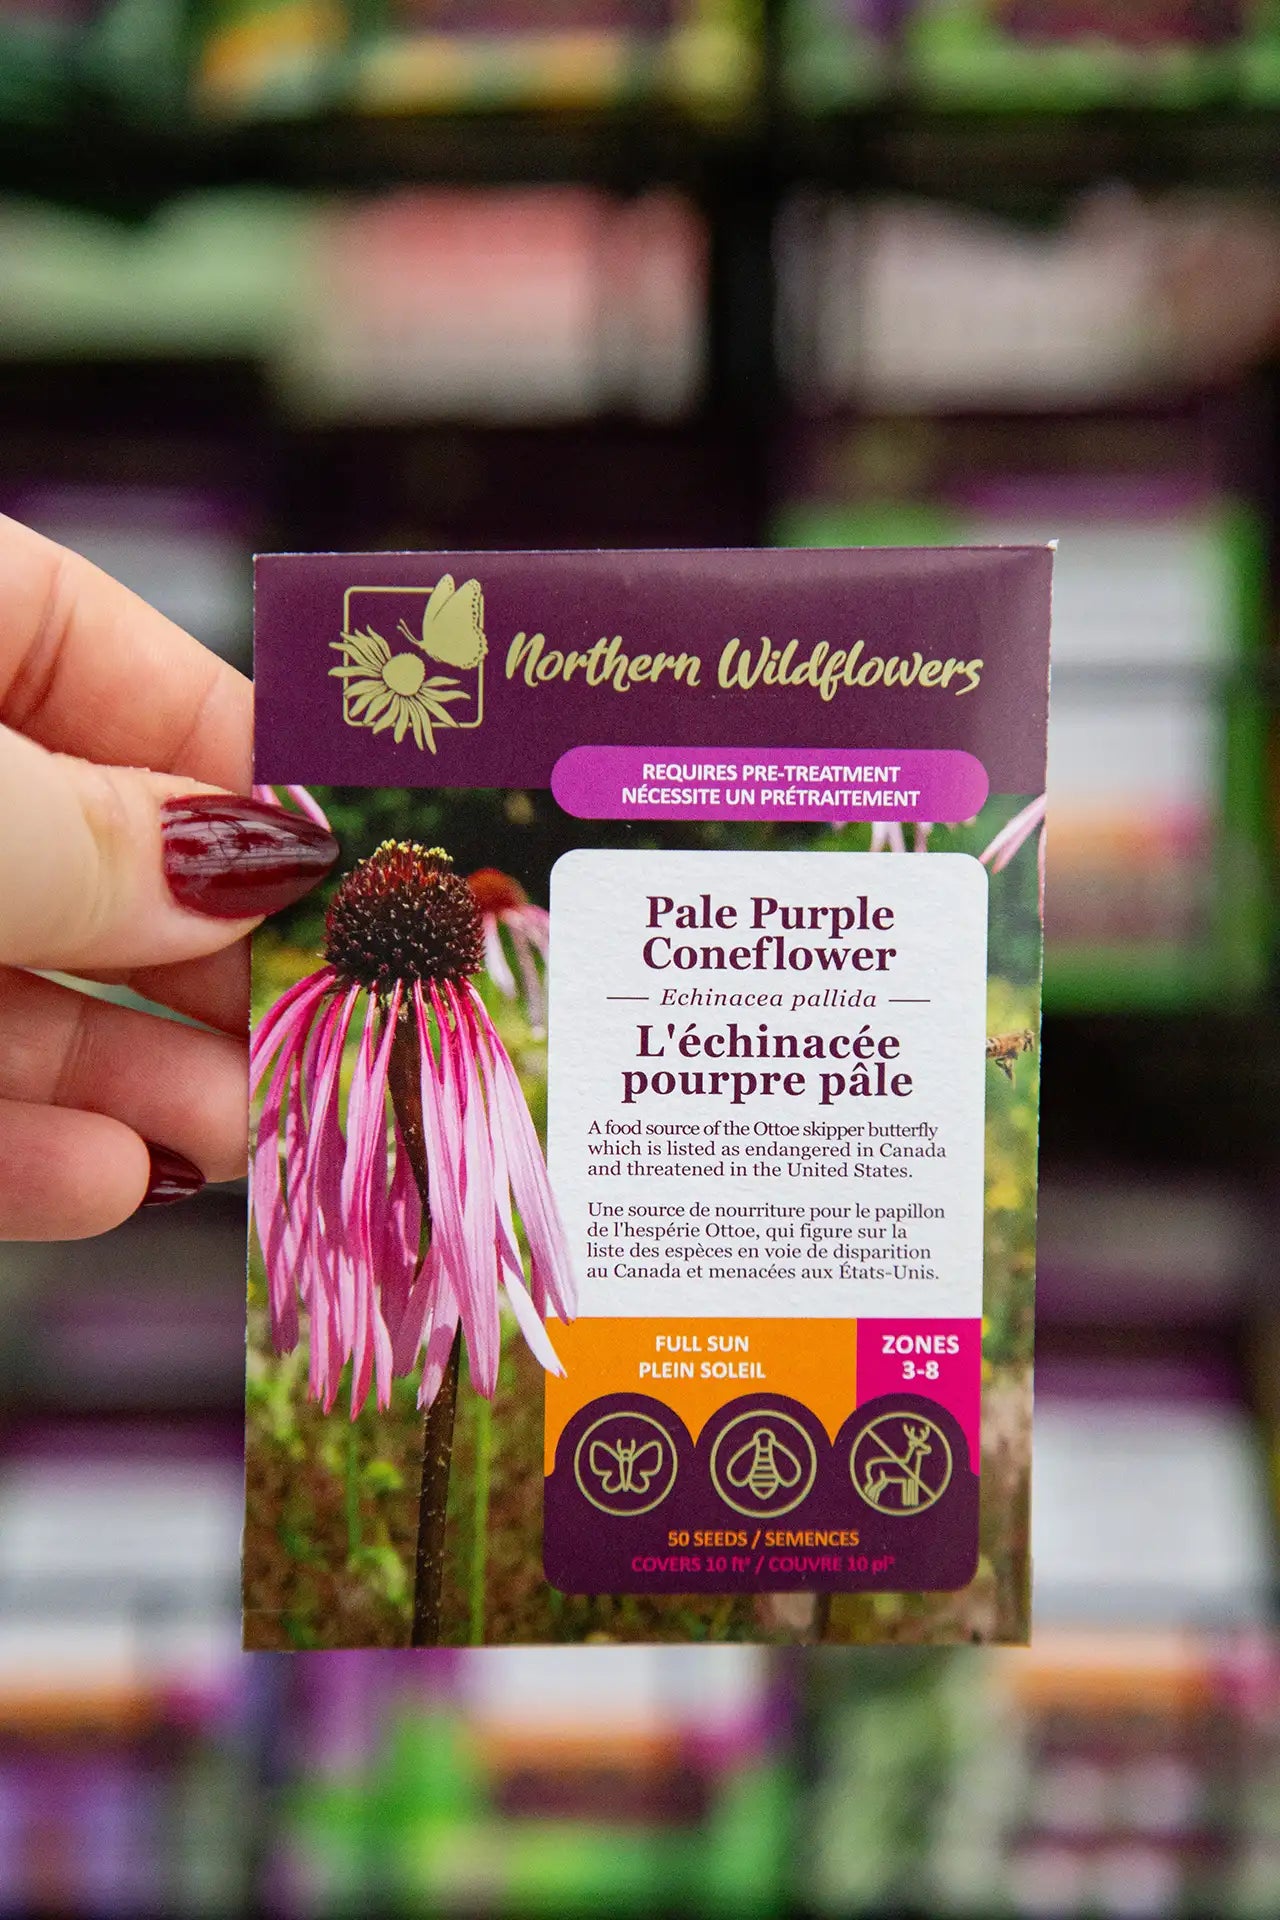 Northern Wildflowers
REQUIRES PRE-TREATMENT
NÉCESSITE UN PRÉTRAITEMENT
Pale Purple
Coneflower
Echinacea pallida
L'échinacée
pourpre pâle
A food source of the Ottoe skipper butterfly
which is listed as endangered in Canada
and threatened in the United States.
Une source de nourriture pour le papillon
de l'hespérie Ottoe, qui figure sur la
liste des espèces en voie de disparition
au Canada et menacées aux États-Unis.
FULL SUN
PLEIN SOLEIL
ZONES
3-8
50 SEEDS / SEMENCES
COVERS 10 ft² / COUVRE 10 pi²